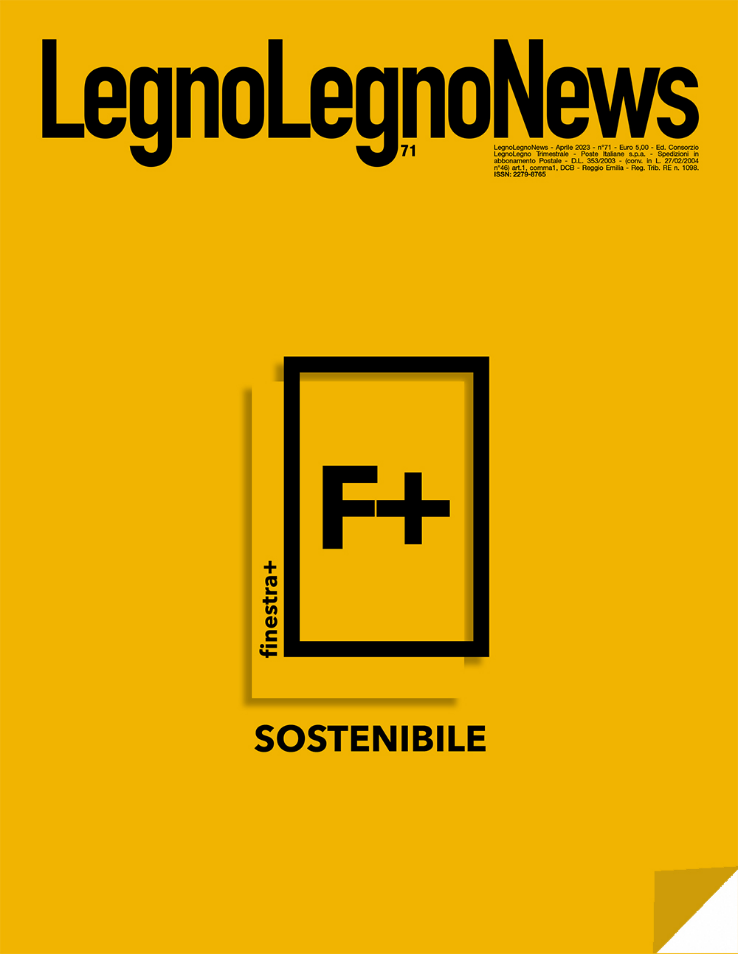 LegnoLegnoNews
71
LegnoLegnoNews - Aprile 2023 - n°71 - Euro 5,00 - Ed. Consorzio
LegnoLegno Trimestrale - Poste Italiane s.p.a. - Spedizioni in
abbonamento Postale - D.L. 353/2003 - (conv. in L. 27/02/2004
n°46) art.1, comma1, DCB - Reggio Emilia - Reg. Trib. RE n. 1098.
ISSN: 2279-8765
F+
finestra+
SOSTENIBILE